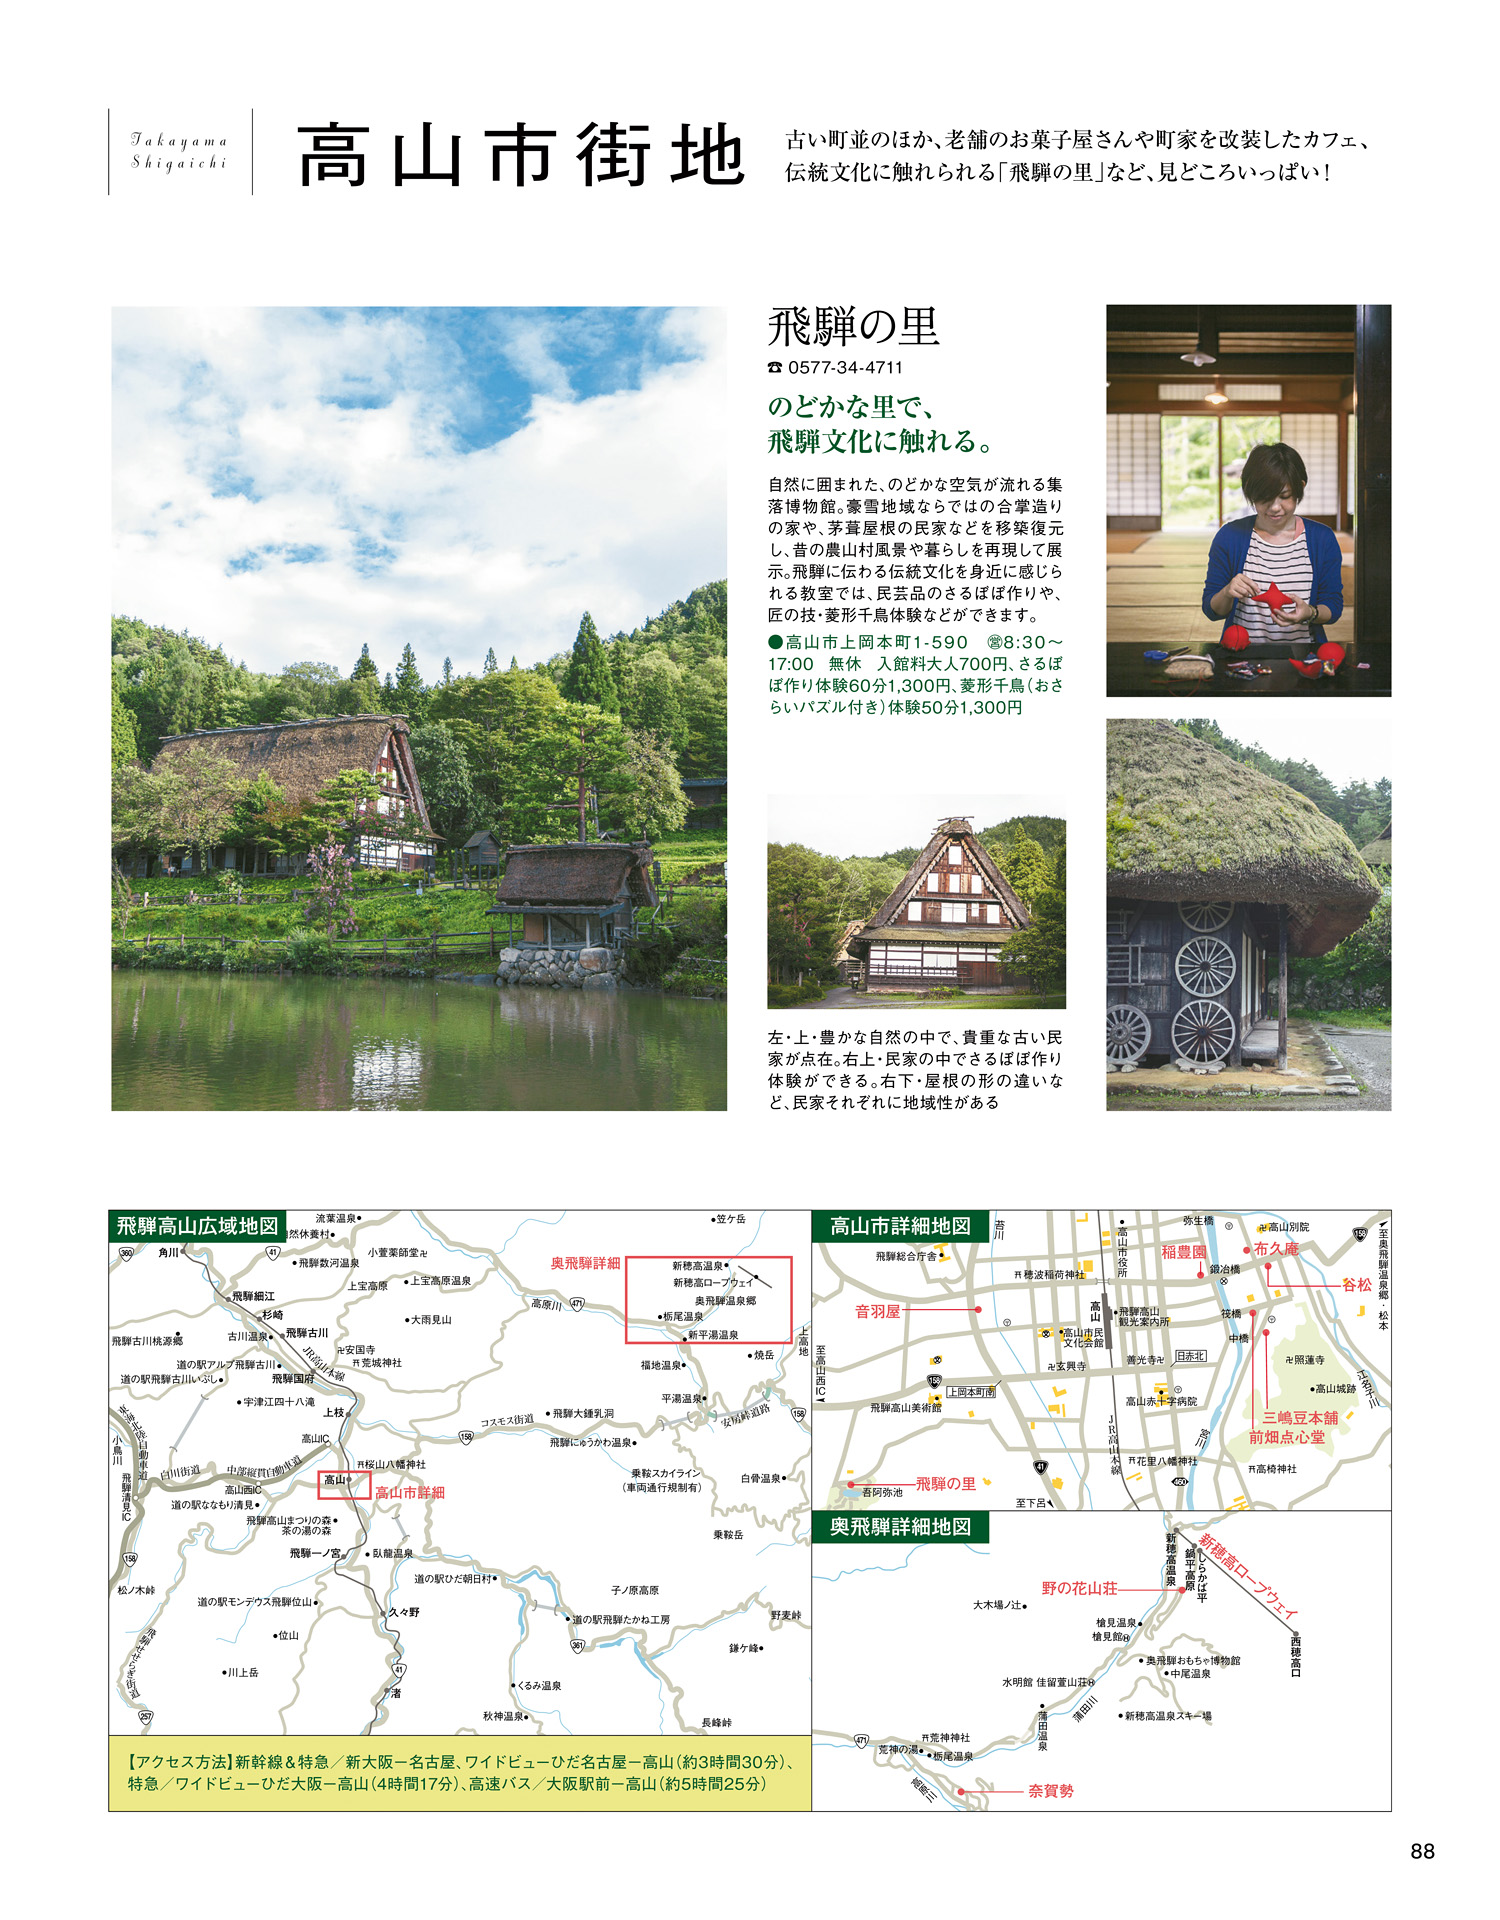 Takayama
Shigaichi
高山市街地
古い町並のほか、老舗のお菓子屋さんや町家を改装したカフェ、
伝統文化に触れられる「飛騨の里」など、見どころいっぱい！
飛騨の里
☎ 0577-34-4711
のどかな里で、
飛騨文化に触れる。
自然に囲まれた、のどかな空気が流れる集
落博物館。豪雪地域ならではの合掌造り
の家や、茅葺屋根の民家などを移築復元
し、昔の農山村風景や暮らしを再現して展
示。飛騨に伝わる伝統文化を身近に感じら
れる教室では、民芸品のさるぼぼ作りや、
匠の技・菱形千鳥体験などができます。
●高山市上岡本町1-590　㊡8:30〜
17:00　無休　入館料大人700円、さるぼ
ぼ作り体験60分1,300円、菱形千鳥（おさ
らいパズル付き）体験50分1,300円
左・上・豊かな自然の中で、貴重な古い民
家が点在。右上・民家の中でさるぼぼ作り
体験ができる。右下・屋根の形の違いな
ど、民家それぞれに地域性がある
飛騨高山広域地図
流葉温泉
然休養村
笠ケ岳
360
角川
41
小萱薬師堂
飛騨数河温泉
上宝高原
上宝高原温泉
奥飛騨詳細
新穂高温泉
新穂高ロープウェイ
奥飛騨温泉郷
栃尾温泉
新平湯温泉
飛騨細江
杉崎
高原川
471
大雨見山
飛騨古川桃源郷
古川温泉
飛騨古川
JR高山本線
安国寺
荒城神社
上高地
焼岳
福地温泉
道の駅アルプ飛騨古川
道の駅飛騨古川いぶし
飛騨国府
宇津江四十八滝
上枝
平湯温泉
安房峠道路
158
コスモス街道
飛騨大鍾乳洞
158
飛騨にゅうかわ温泉
東海北陸自動車道
小鳥川
高山IC
白川街道
中部縦貫自動車道
桜山八幡神社
高山
高山市詳細
飛騨清見IC
高山西IC
道の駅ななもり清見
乗鞍スカイライン
（車両通行規制有）
白骨温泉
飛騨高山まつりの森
茶の湯の森
乗鞍岳
飛騨一ノ宮
臥龍温泉
158
松ノ木峠
道の駅ひだ朝日村
子ノ原高原
道の駅モンデウス飛騨位山
久々野
道の駅飛騨たかね工房
野麦峠
位山
361
鎌ケ峰
飛騨せせらぎ街道
川上岳
41
渚
くるみ温泉
257
秋神温泉
長峰峠
【アクセス方法】新幹線＆特急／新大阪ー名古屋、ワイドビューひだ名古屋ー高山（約3時間30分）、
特急／ワイドビューひだ大阪ー高山（4時間17分）、高速バス／大阪駅前ー高山（約5時間25分）
高山市詳細地図
苔川
高山市役所
弥生橋
高山別院
158
至奥飛騨温泉郷・松本
飛騨総合庁舎
稲豊園
布久庵
穂波稲荷神社
鍛冶橋
谷松
音羽屋
高山
飛騨高山
観光案内所
筏橋
高山市民
文化会館
中橋
至高山西IC
玄興寺
善光寺
日赤北
照蓮寺
158
上岡本町南
高山城跡
江名子川
飛騨高山美術館
高山赤十字病院
三嶋豆本舗
前畑点心堂
JR高山本線
宮川
41
花里八幡神社
高椅神社
460
飛騨の里
吾阿弥池
至下呂
奥飛騨詳細地図
新穂高温泉
鍋平高原
しらかば平
新穂高ロープウェイ
野の花山荘
大木場ノ辻
槍見温泉
槍見館
西穂高口
奥飛騨おもちゃ博物館
中尾温泉
水明館 佳留萱山荘
蒲田川
蒲田温泉
新穂高温泉スキー場
471
荒神神社
荒神の湯
栃尾温泉
高原川
奈賀勢
88